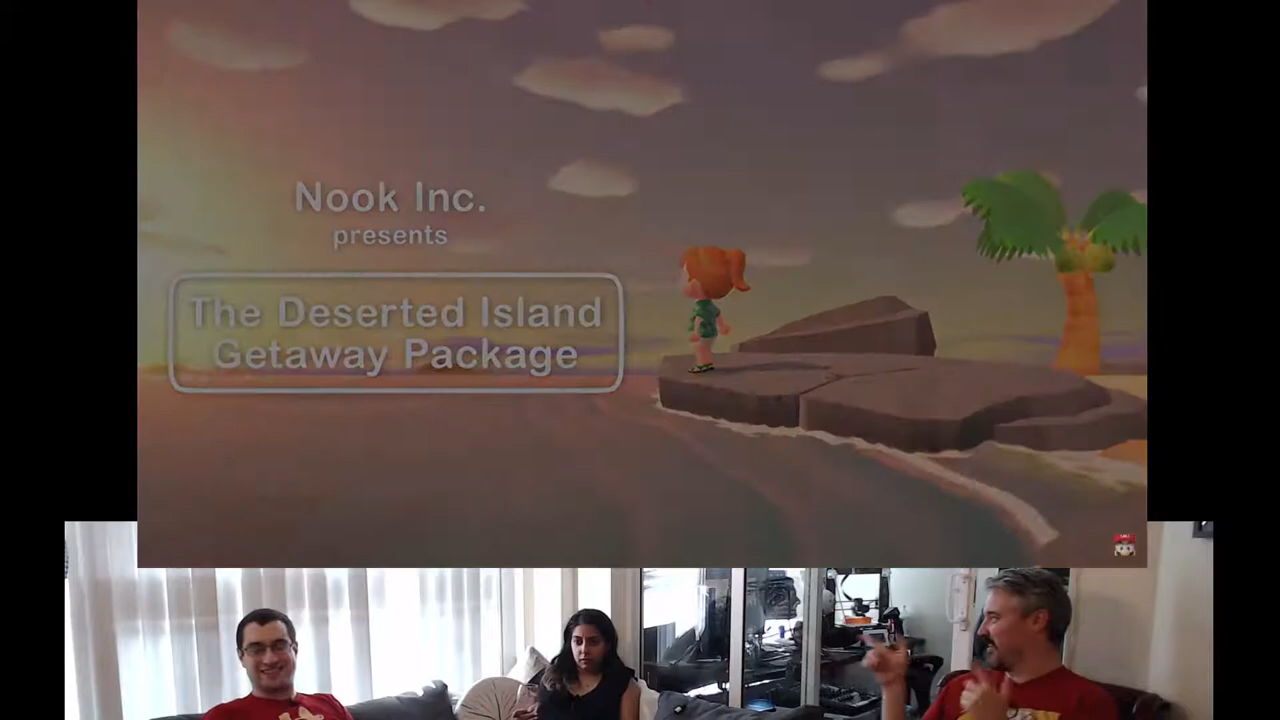 Nook Inc.
presents
The Deserted Island
Getaway Package